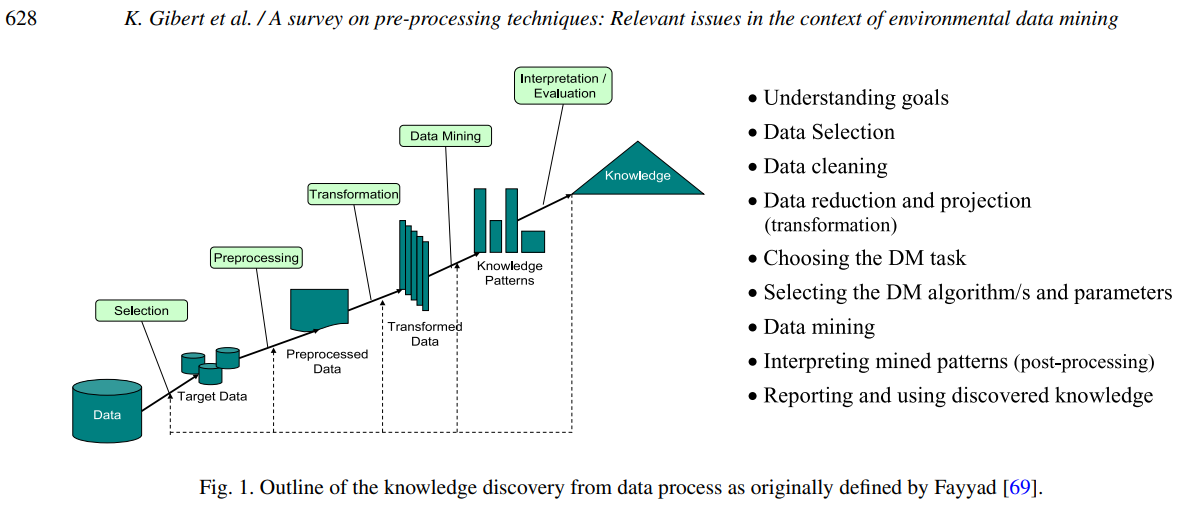 628
K. Gibert et al. / A survey on pre-processing techniques: Relevant issues in the context of environmental data mining
Interpretation /
Evaluation
Data Mining
Knowledge
Transformation
Preprocessing
Knowledge
Patterns
Selection
Transformed
Data
Preprocessed
Data
Target Data
Data
• Understanding goals
• Data Selection
• Data cleaning
• Data reduction and projection
(transformation)
• Choosing the DM task
• Selecting the DM algorithm/s and parameters
• Data mining
• Interpreting mined patterns (post-processing)
• Reporting and using discovered knowledge
Fig. 1. Outline of the knowledge discovery from data process as originally defined by Fayyad [69].